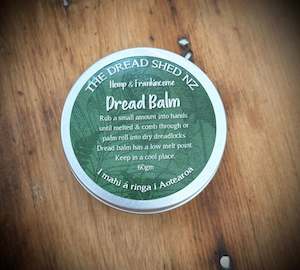 THE DREAD SHED NZ
Hemp & Frankincense
Dread Balm
Rub a small amount into hands
until melted & comb through or
palm roll into dry dreadlocks.
Dread balm has a low melt point.
Keep in a cool place.
60gm
I mahi ā ringa i Aotearoa